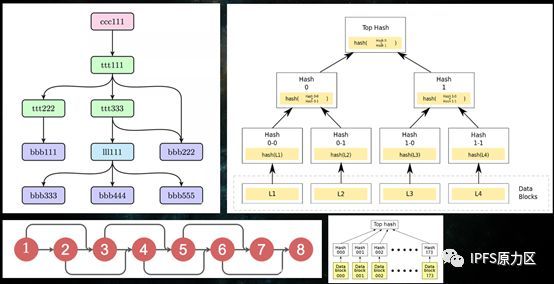 ccc111
ttt111
ttt222 ttt333
bbb111 lll111 bbb222
bbb333 bbb444 bbb555
Top Hash
hash( Hash 0 Hash 1 )
Hash 0
hash( Hash 0-0 Hash 0-1 )
Hash 1
hash( Hash 1-0 Hash 1-1 )
Hash 0-0
hash(L1)
Hash 0-1
hash(L2)
Hash 1-0
hash(L3)
Hash 1-1
hash(L4)
L1 L2 L3 L4
Data Blocks
1 2 3 4 5 6 7 8
Top hash
Hash 000
Hash 001
Hash 002
Hash 173
Data block 000
Data block 001
Data block 002
Data block 173
IPFS原力区